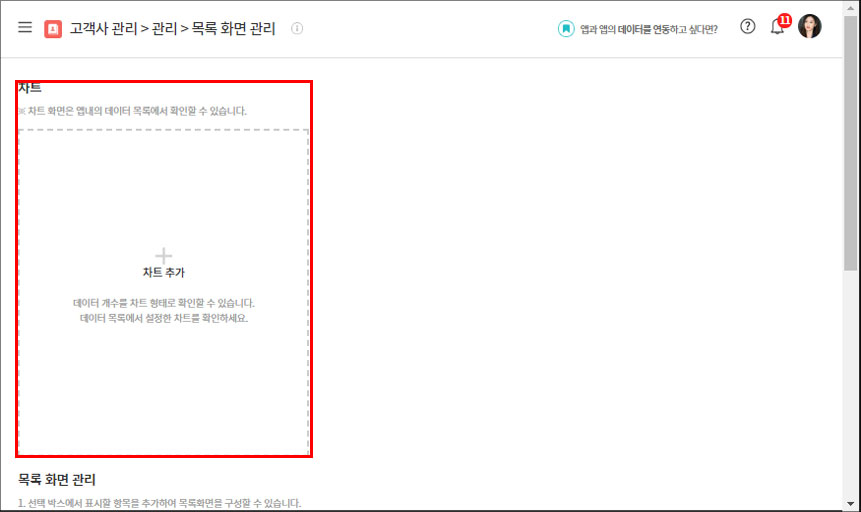 고객사 관리 > 관리 > 목록 화면 관리
앱과 앱의 데이터를 연동하고 싶다면?
11
차트
※ 차트 화면은 앱내의 데이터 목록에서 확인할 수 있습니다.
차트 추가
데이터 개수를 차트 형태로 확인할 수 있습니다.
데이터 목록에서 설정한 차트를 확인하세요.
목록 화면 관리
1. 선택 박스에서 표시할 항목을 추가하여 목록화면을 구성할 수 있습니다.